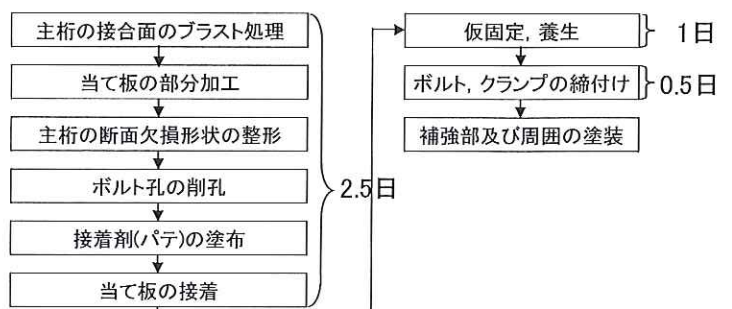 主桁の接合面のブラスト処理
当て板の部分加工
主桁の断面欠損形状の整形
ボルト孔の削孔
接着剤(パテ)の塗布
当て板の接着
2.5日
仮固定, 養生
1日
ボルト, クランプの締付け
0.5日
補強部及び周囲の塗装